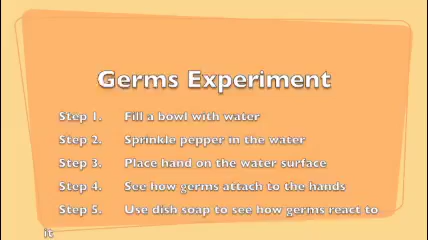 Germs Experiment
Step 1. Fill a bowl with water
Step 2. Sprinkle pepper in the water
Step 3. Place hand on the water surface
Step 4. See how germs attach to the hands
Step 5. Use dish soap to see how germs react to
it